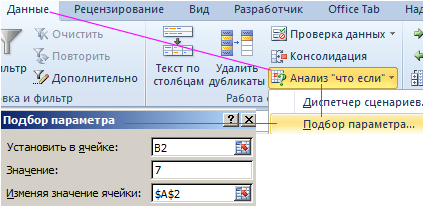 Данные Рецензирование Вид Разработчик Office Tab Над
Очистить
Повторить
Дополнительно
льтр
Текст по столбцам
Удалить дубликаты
Проверка данных
Консолидация
Анализ "что если"
вка и фильтр
Работа с
Диспетчер сценариев.
Подбор параметра...
Подбор параметра
Установить в ячейке: B2
Значение: 7
Изменяя значение ячейки: $A$2